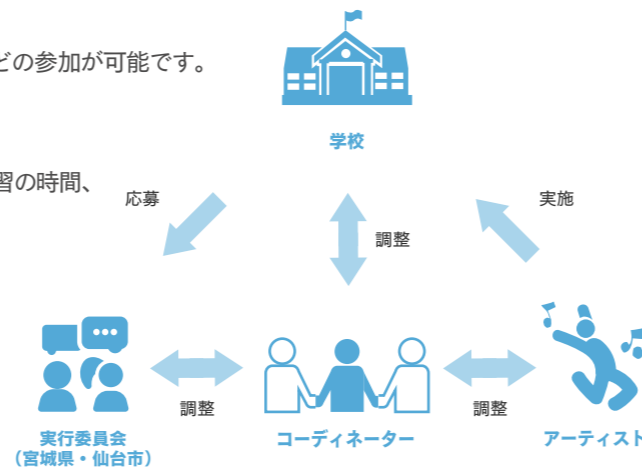 どの参加が可能です。
学校
習の時間、
応募
実施
調整
調整
調整
実行委員会
（宮城県・仙台市）
コーディネーター
アーティスト